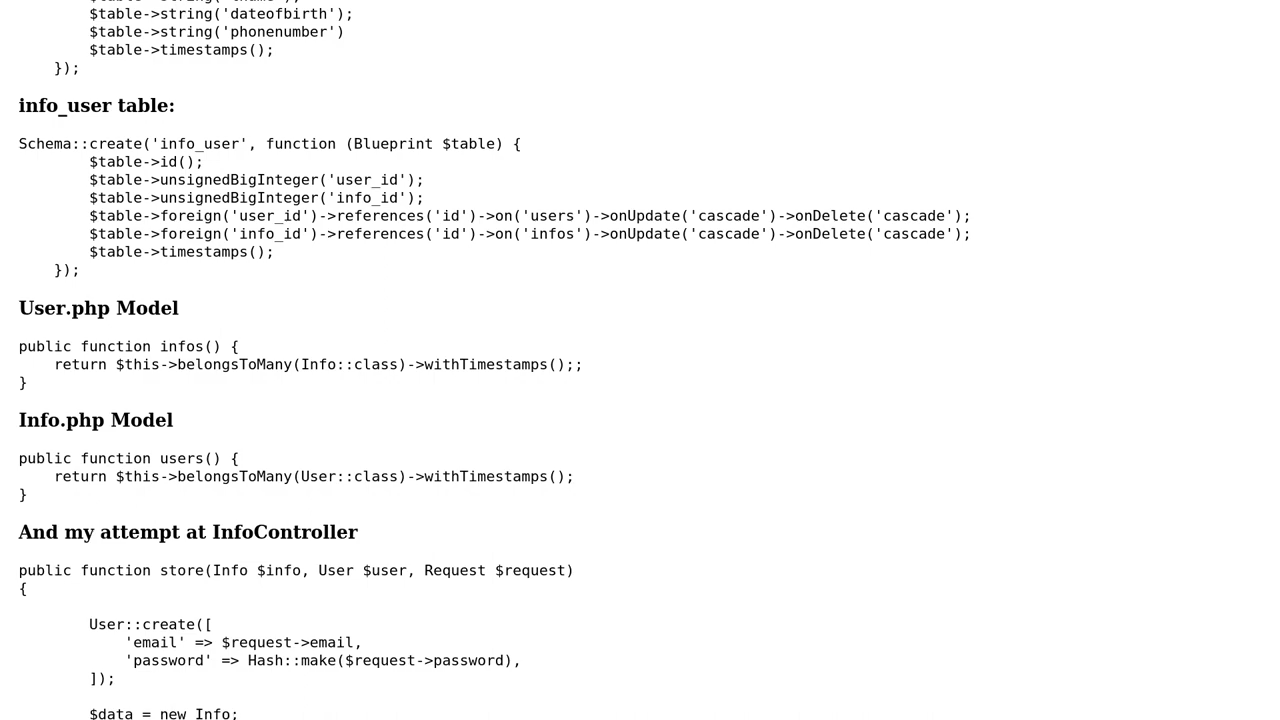 $table->string('dateofbirth');
$table->string('phonenumber')
$table->timestamps();
});
info_user table:
Schema::create('info_user', function (Blueprint $table) {
$table->id();
$table->unsignedBigInteger('user_id');
$table->unsignedBigInteger('info_id');
$table->foreign('user_id')->references('id')->on('users')->onUpdate('cascade')->onDelete('cascade');
$table->foreign('info_id')->references('id')->on('infos')->onUpdate('cascade')->onDelete('cascade');
$table->timestamps();
});
User.php Model
public function infos() {
return $this->belongsToMany(Info::class)->withTimestamps();;
}
Info.php Model
public function users() {
return $this->belongsToMany(User::class)->withTimestamps();
}
And my attempt at InfoController
public function store(Info $info, User $user, Request $request)
{
User::create([
'email' => $request->email,
'password' => Hash::make($request->password),
]);
$data = new Info;